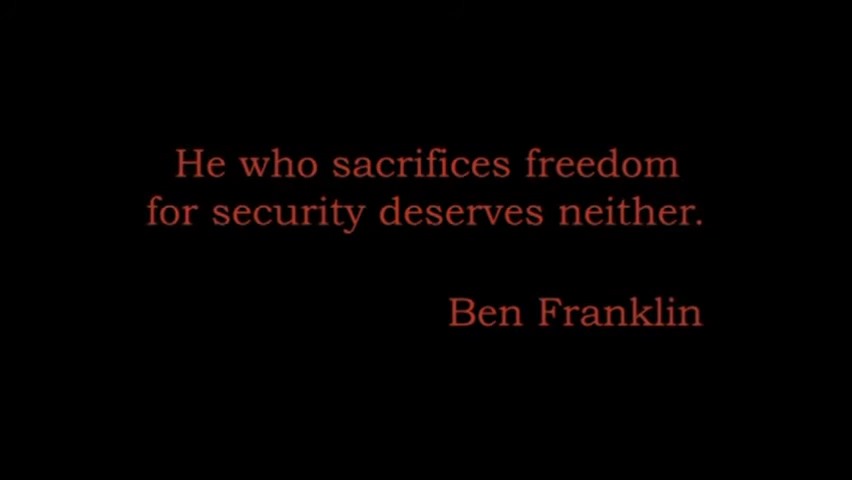 He who sacrifices freedom
for security deserves neither.
Ben Franklin